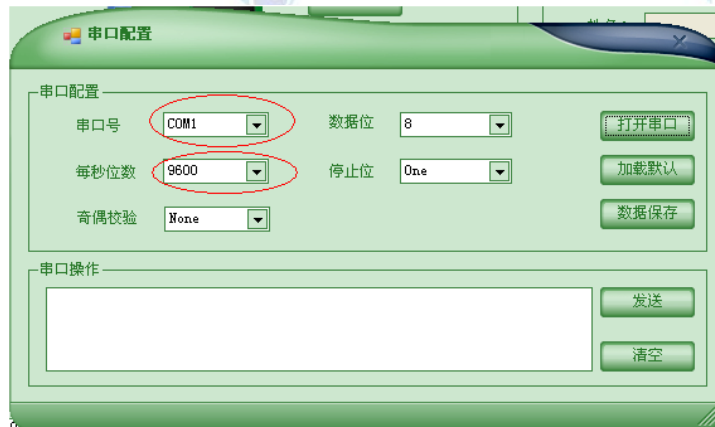 串口配置
串口配置
串口号 COM1 数据位 8 打开串口
每秒位数 9600 停止位 One 加载默认
奇偶校验 None 数据保存
串口操作
发送
清空